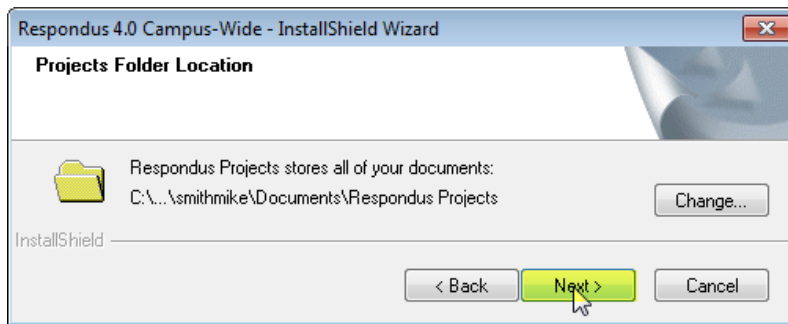 Respondus 4.0 Campus-Wide - InstallShield Wizard
Projects Folder Location
Respondus Projects stores all of your documents:
C:\...\smithmike\Documents\Respondus Projects
Change...
InstallShield
< Back
Next >
Cancel